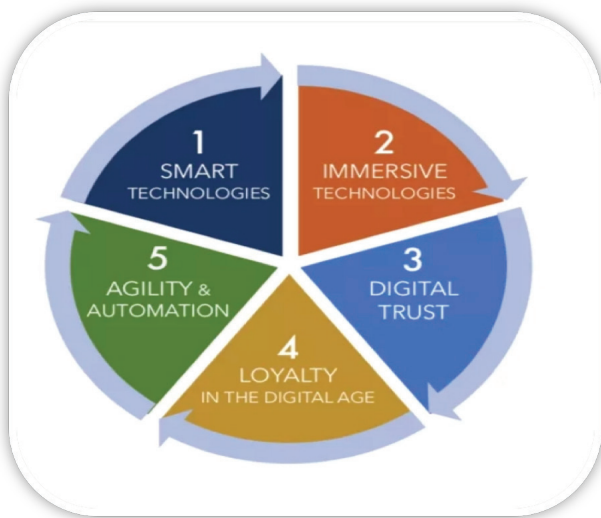 1
SMART
TECHNOLOGIES
2
IMMERSIVE
TECHNOLOGIES
3
DIGITAL
TRUST
4
LOYALTY
IN THE DIGITAL AGE
5
AGILITY &
AUTOMATION